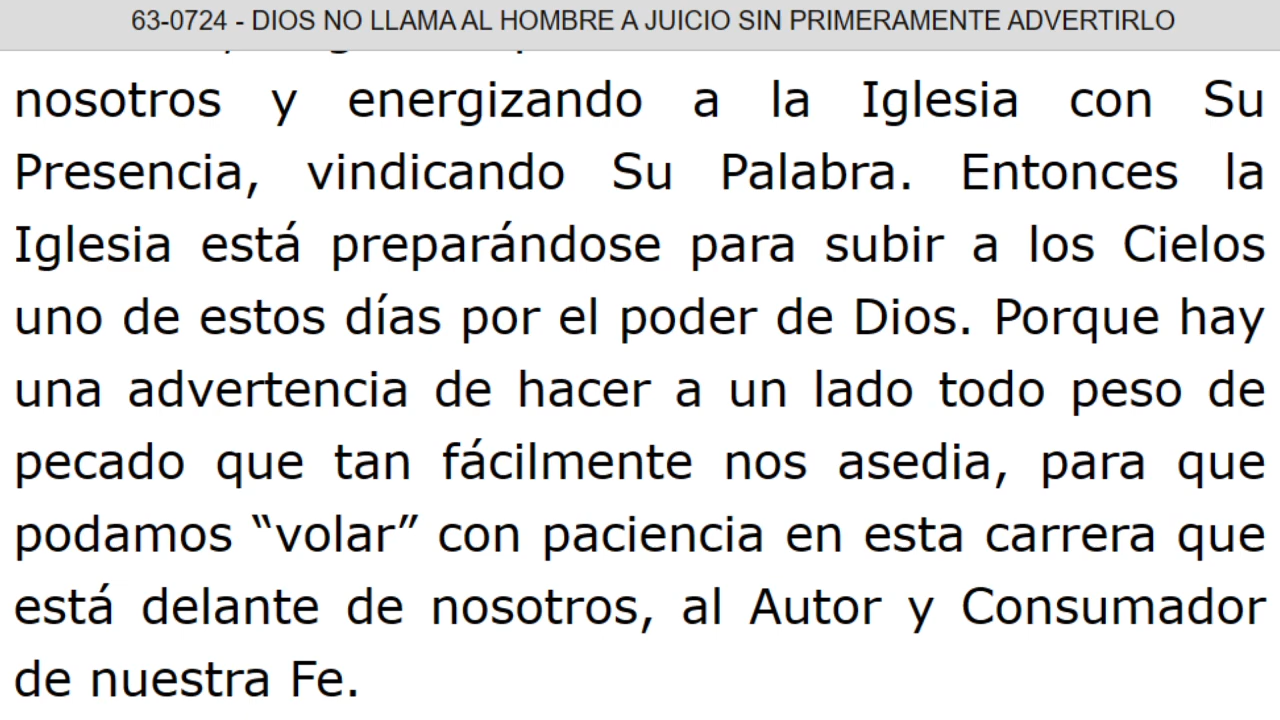 63-0724 - DIOS NO LLAMA AL HOMBRE A JUICIO SIN PRIMERAMENTE ADVERTIRLO
nosotros y energizando a la Iglesia con Su
Presencia, vindicando Su Palabra. Entonces la
Iglesia está preparándose para subir a los Cielos
uno de estos días por el poder de Dios. Porque hay
una advertencia de hacer a un lado todo peso de
pecado que tan fácilmente nos asedia, para que
podamos “volar” con paciencia en esta carrera que
está delante de nosotros, al Autor y Consumador
de nuestra Fe.